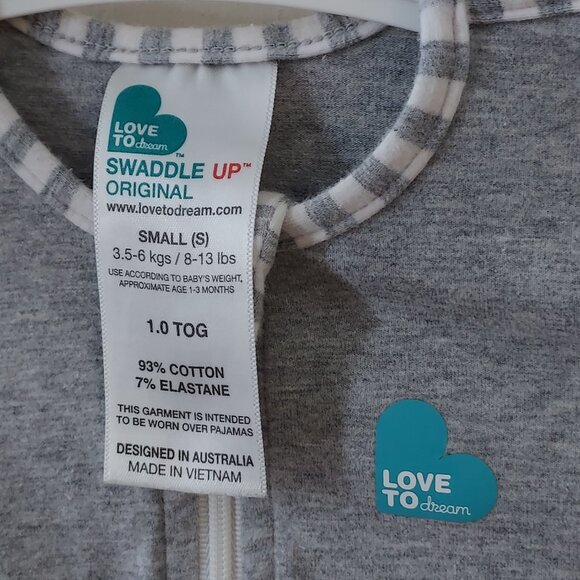 LOVE
TO dream
SWADDLE UP™
ORIGINAL
www.lovetodream.com
SMALL (S)
3.5-6 kgs / 8-13 lbs
USE ACCORDING TO BABY'S WEIGHT,
APPROXIMATE AGE 1-3 MONTHS
1.0 TOG
93% COTTON
7% ELASTANE
THIS GARMENT IS INTENDED
TO BE WORN OVER PAJAMAS
DESIGNED IN AUSTRALIA
MADE IN VIETNAM
LOVE
TO dream